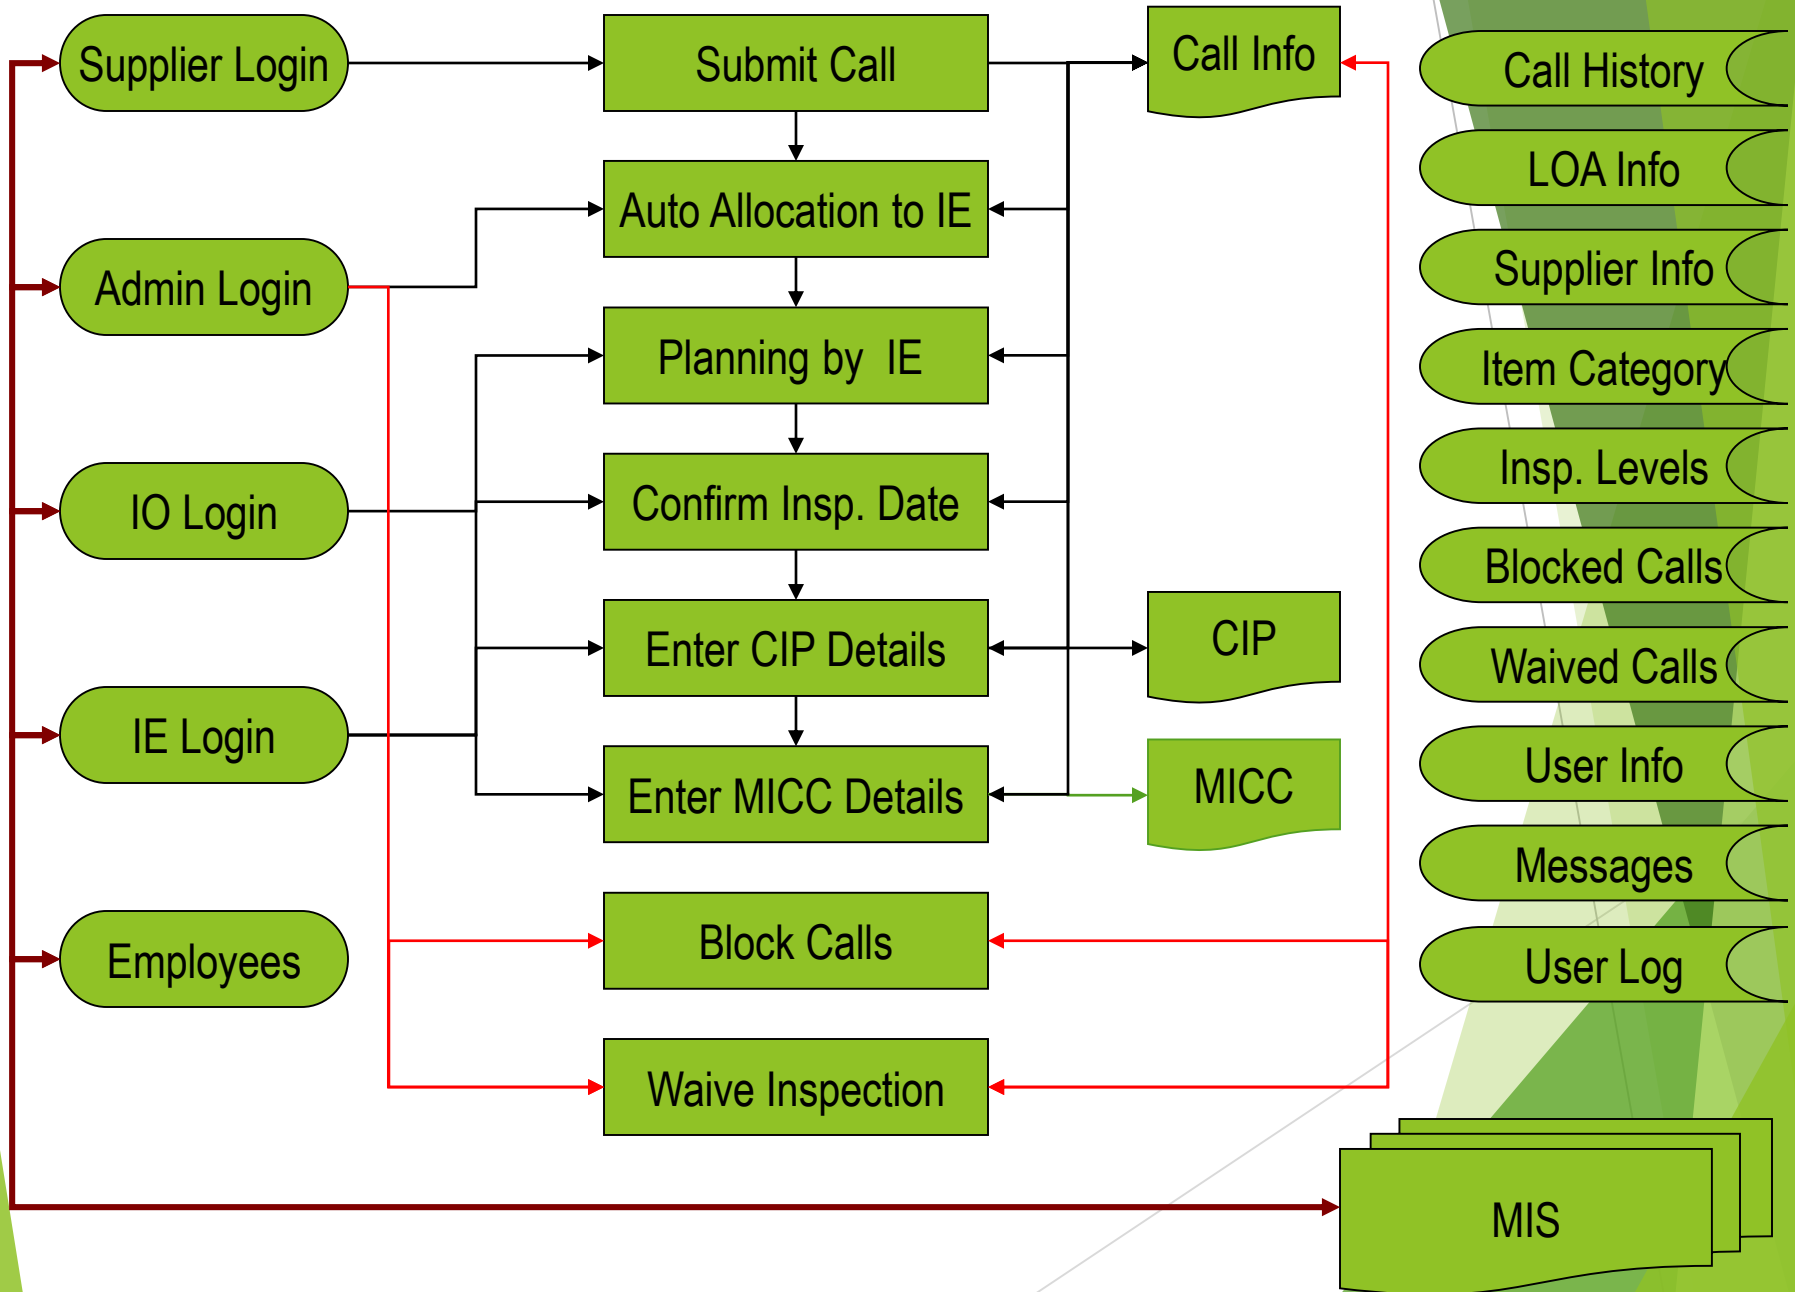 Supplier Login
Submit Call
Call Info
Call History
LOA Info
Auto Allocation to IE
Supplier Info
Admin Login
Planning by  IE
Item Category
Insp. Levels
IO Login
Confirm Insp. Date
Blocked Calls
CIP
Enter CIP Details
Waived Calls
IE Login
User Info
MICC
Enter MICC Details
Messages
Block Calls
Employees
User Log
Waive Inspection
MIS